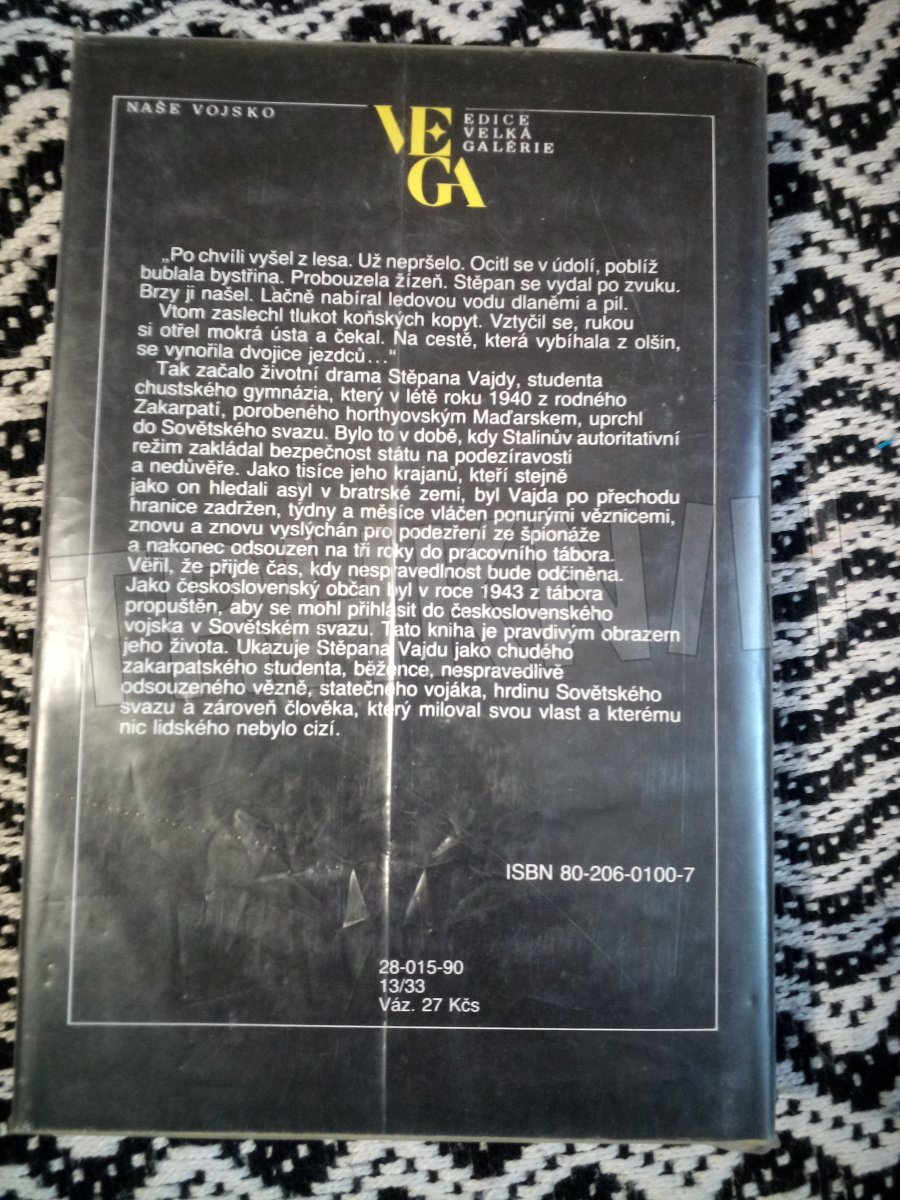 NAŠE VOJSKO
VEGA
EDICE
VELKÁ
GALÉRIE
„Po chvíli vyšel z lesa. Už nepršelo. Ocitl se v údolí, poblíž
bublala bystřina. Probouzela žízeň. Stěpan se vydal po zvuku.
Brzy ji našel. Lačně nabíral ledovou vodu dlaněmi a pil.
Vtom zaslechl tlukot koňských kopyt. Vztyčil se, rukou
si otřel mokrá ústa a čekal. Na cestě, která vybíhala z olšin,
se vynořila dvojice jezdců...“
Tak začalo životní drama Stěpana Vajdy, studenta
chustského gymnázia, který v létě roku 1940 z rodného
Zakarpatí, porobeného horthyovským Maďarskem, uprchl
do Sovětského svazu. Bylo to v době, kdy Stalinův autoritativní
režim zakládal bezpečnost státu na podezíravosti
a nedůvěře. Jako tisíce jeho krajanů, kteří stejně
jako on hledali asyl v bratrské zemi, byl Vajda po přechodu
hranice zadržen, týdny a měsíce vláčen ponurými věznicemi,
znovu a znovu vyslýchán pro podezření ze špionáže
a nakonec odsouzen na tři roky do pracovního tábora.
Věřil, že přijde čas, kdy nespravedlnost bude odčiněna.
Jako československý občan byl v roce 1943 z tábora
propuštěn, aby se mohl přihlásit do československého
vojska v Sovětském svazu. Tato kniha je pravdivým obrazem
jeho života. Ukazuje Stěpana Vajdu jako chudého
zakarpatského studenta, běžence, nespravedlivě
odsouzeného vězně, statečného vojáka, hrdinu Sovětského
svazu a zároveň člověka, který miloval svou vlast a kterému
nic lidského nebylo cizí.
ISBN 80-206-0100-7
28-015-90
13/33
Váz. 27 Kčs